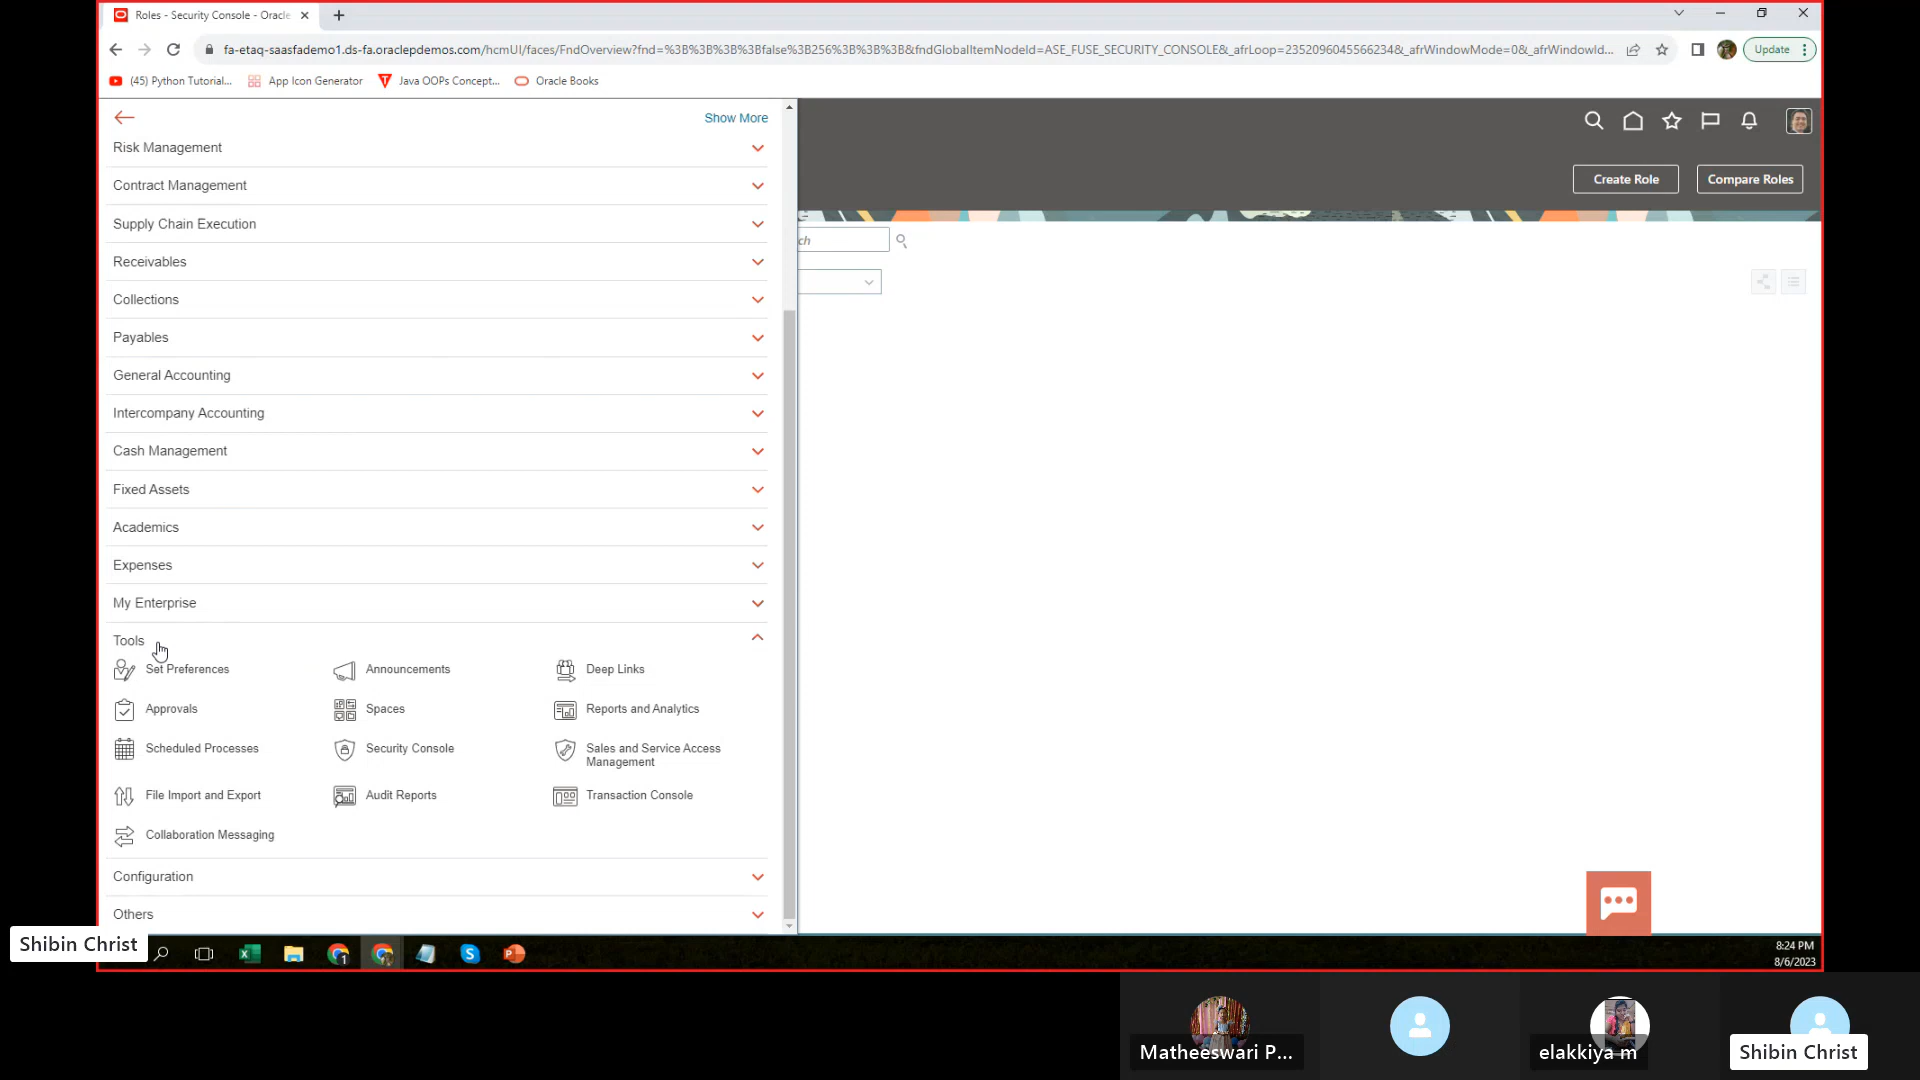 Roles - Security Console - Oracle
fa-etaq-saasfademo1.ds-fa.oraclepdemos.com/hcmUI/faces/FndOverview?fnd=%3B%3B%3B%3Bfalse%3B256%3B%3B%3B&fndGlobalItemNodeId=ASE_FUSE_SECURITY_CONSOLE&_afrLoop=23520960455662​34&_afrWindowMode=0&_afrWindowId...
Update
(45) Python Tutorial...
App Icon Generator
Java OOPs Concept...
Oracle Books
Show More
Risk Management
Contract Management
Supply Chain Execution
Receivables
Collections
Payables
General Accounting
Intercompany Accounting
Cash Management
Fixed Assets
Academics
Expenses
My Enterprise
Tools
Set Preferences
Announcements
Deep Links
Approvals
Spaces
Reports and Analytics
Scheduled Processes
Security Console
Sales and Service Access
Management
File Import and Export
Audit Reports
Transaction Console
Collaboration Messaging
Configuration
Others
Create Role
Compare Roles
ch
Shibin Christ
8:24 PM
8/6/2023
Matheeswari P...
elakkiya m
Shibin Christ